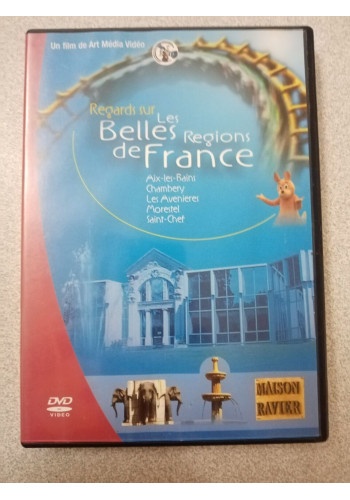 Un film de Art Média Vidéo
Regards sur Les
Belles Regions
de France
Aix-les-Bains
Chambery
Les Avenieres
Morestel
Saint-Chef
DVD
VIDEO
MAISON
RAVIER